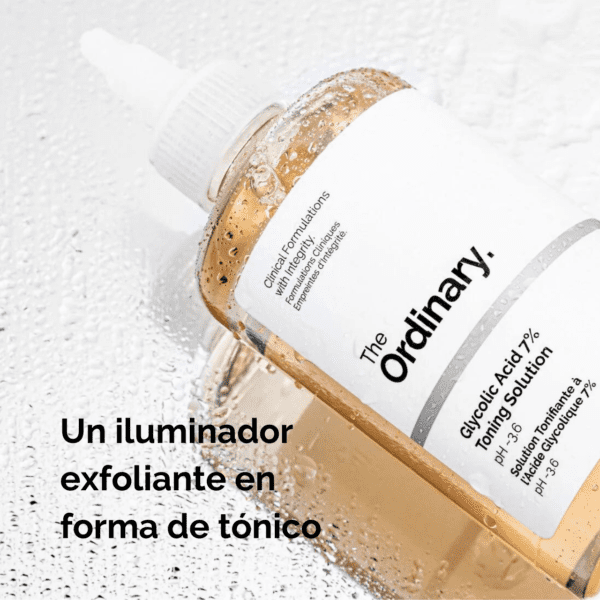 Clinical Formulations
with Integrity.
Formulations Cliniques
Empreintes d'Intégrité.
The
Ordinary.
Glycolic Acid 7%
Toning Solution
pH ~3.6
Solution Tonifiante à
l'Acide Glycolique 7%
pH ~3.6
Un iluminador
exfoliante en
forma de tónico